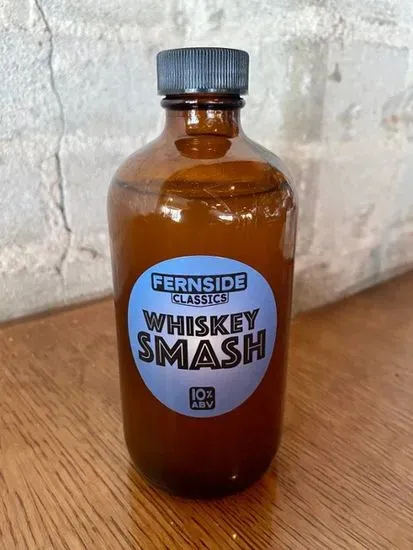 FERNSIDE
CLASSICS
WHISKEY
SMASH
10%
ABV